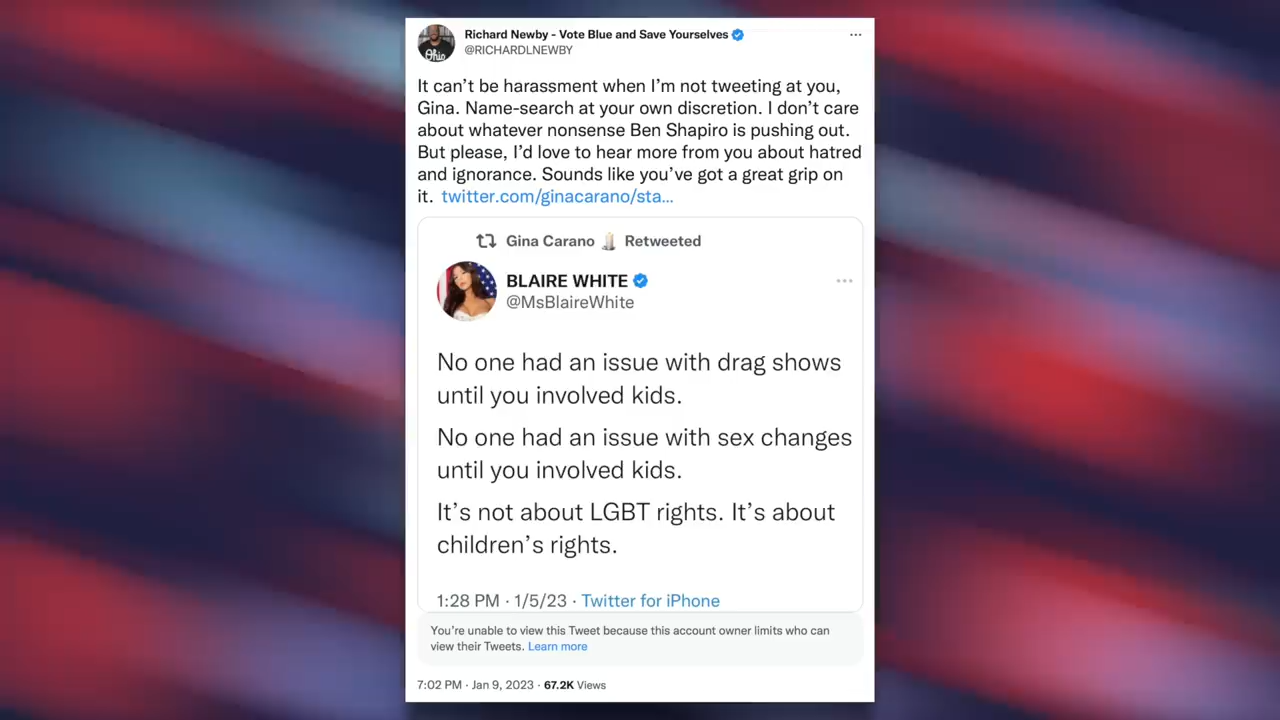 Richard Newby - Vote Blue and Save Yourselves
@RICHARDLNEWBY
Ohio
It can't be harassment when I'm not tweeting at you,
Gina. Name-search at your own discretion. I don't care
about whatever nonsense Ben Shapiro is pushing out.
But please, I'd love to hear more from you about hatred
and ignorance. Sounds like you've got a great grip on
it. twitter.com/ginacarano/sta...
Gina Carano 🕯️ Retweeted
BLAIRE WHITE
@MsBlaireWhite
No one had an issue with drag shows
until you involved kids.
No one had an issue with sex changes
until you involved kids.
It's not about LGBT rights. It's about
children's rights.
1:28 PM · 1/5/23 · Twitter for iPhone
You're unable to view this Tweet because this account owner limits who can
view their Tweets. Learn more
7:02 PM · Jan 9, 2023 · 67.2K Views